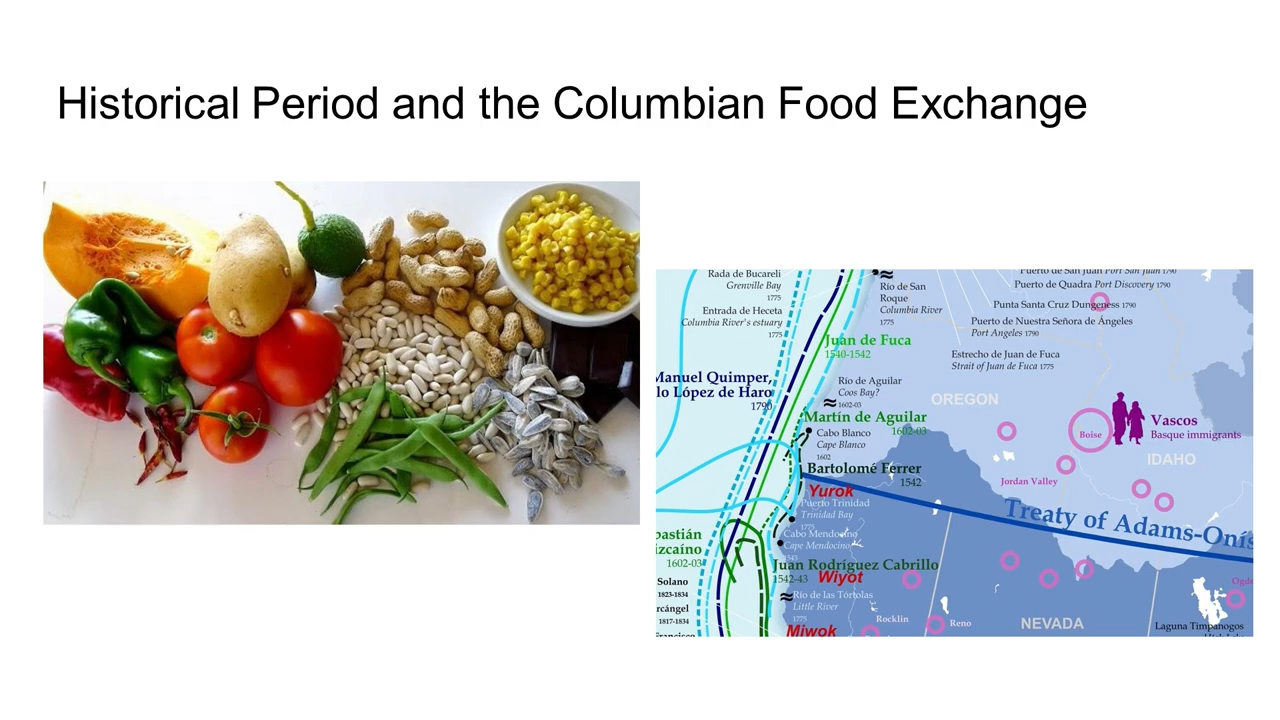 Historical Period and the Columbian Food Exchange
Rada de Bucareli
Grenville Bay
1775
Entrada de Heceta
Columbia River's estuary
1775
Manuel Quimper,
lo López de Haro
1790
Río de San
Roque
Columbia River
1775
Juan de Fuca
1540-1542
Río de Aguilar
Coos Bay?
1602-03
Martín de Aguilar
1602-03
Cabo Blanco
Cape Blanco
1602
Bartolomé Ferrer
1542
Yurok
Puerto Trinidad
Trinidad Bay
1775
Cabo Mendocino
Cape Mendocino
1543
Juan Rodríguez Cabrillo
1542-43
Wiyot
Río de las Tórtolas
Little River
1775
Miwok
bastián
izcaíno
1602-03
Solano
1823-1834
rcángel
1817-1834
Francisco
Puerto de San Juan Port San Juan 1790
Puerto de Quadra Port Discovery 1790
Punta Santa Cruz Dungeness 1790
Puerto de Nuestra Señora de Ángeles
Port Angeles 1790
Estrecho de Juan de Fuca
Strait of Juan de Fuca 1775
OREGON
Boise
Vascos
Basque immigrants
IDAHO
Jordan Valley
Treaty of Adams-Onís
Rocklin
Reno
NEVADA
Ogde
Laguna Timpanogos
Utah Lake